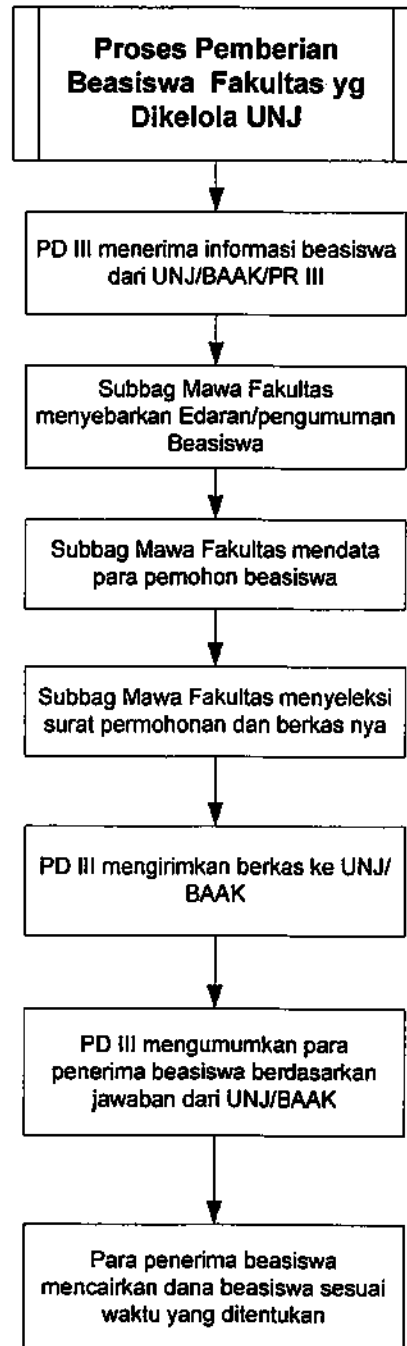 Proses Pemberian
Beasiswa Fakultas yg
Dikelola UNJ
PD III menerima informasi beasiswa
dari UNJ/BAAK/PR III
Subbag Mawa Fakultas
menyebarkan Edaran/pengumuman
Beasiswa
Subbag Mawa Fakultas mendata
para pemohon beasiswa
Subbag Mawa Fakultas menyeleksi
surat permohonan dan berkas nya
PD III mengirimkan berkas ke UNJ/
BAAK
PD III mengumumkan para
penerima beasiswa berdasarkan
jawaban dari UNJ/BAAK
Para penerima beasiswa
mencairkan dana beasiswa sesuai
waktu yang ditentukan